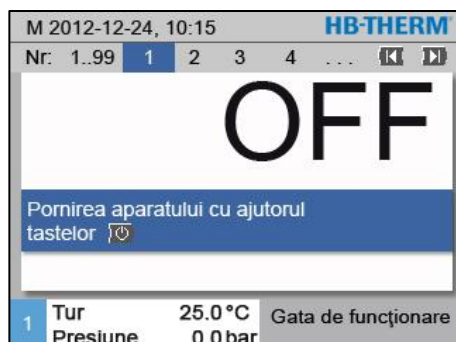 M 2012-12-24, 10:15 HB-THERM®
Nr: 1..99 1 2 3 4 ...
OFF
Pornirea aparatului cu ajutorul
tastelor
1 Tur 25.0 °C Gata de funcţionare
Presiune 0.0 bar